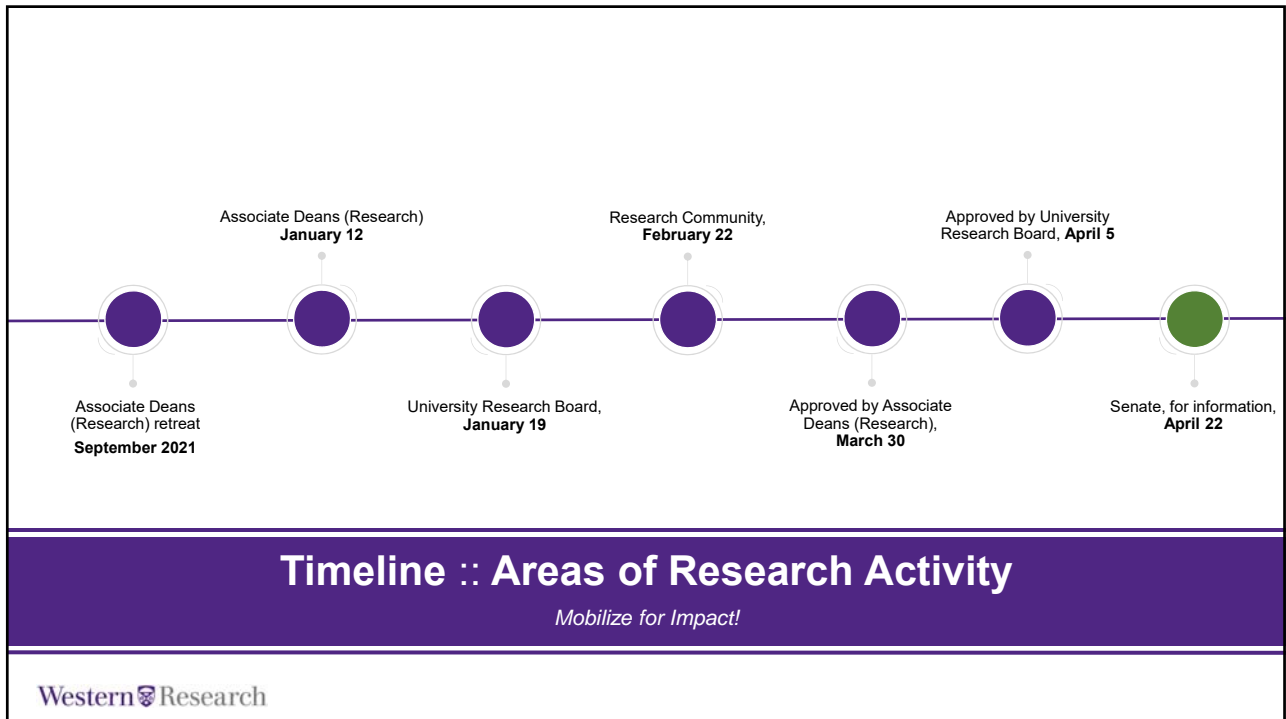 Associate Deans (Research)
January 12
Research Community,
February 22
Approved by University
Research Board, April 5
Associate Deans
(Research) retreat
September 2021
University Research Board,
January 19
Approved by Associate
Deans (Research),
March 30
Senate, for information,
April 22
Timeline :: Areas of Research Activity
Mobilize for Impact!
Western Research